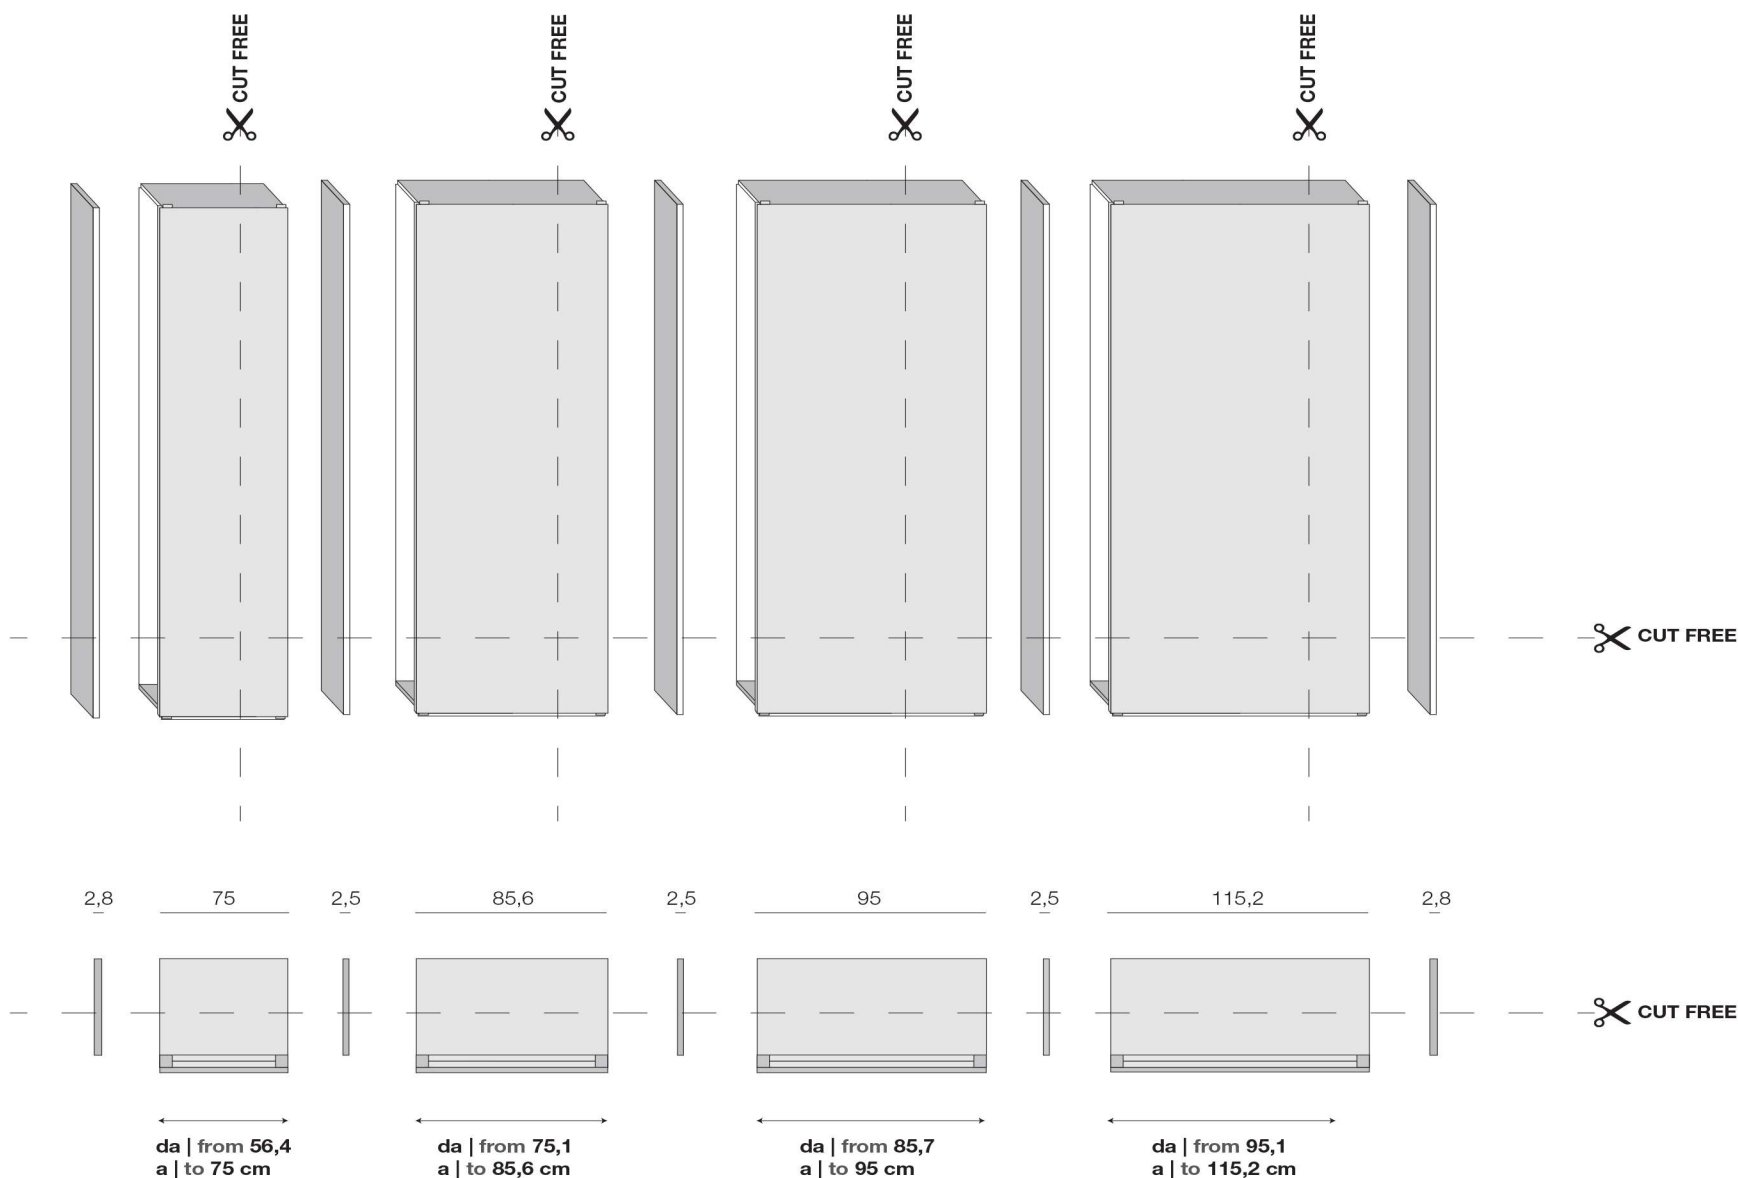 CUT FREE
CUT FREE
CUT FREE
CUT FREE
CUT FREE
2,8
75
2,5
85,6
2,5
95
2,5
115,2
2,8
CUT FREE
da | from 56,4
a | to 75 cm
da | from 75,1
a | to 85,6 cm
da | from 85,7
a | to 95 cm
da | from 95,1
a | to 115,2 cm